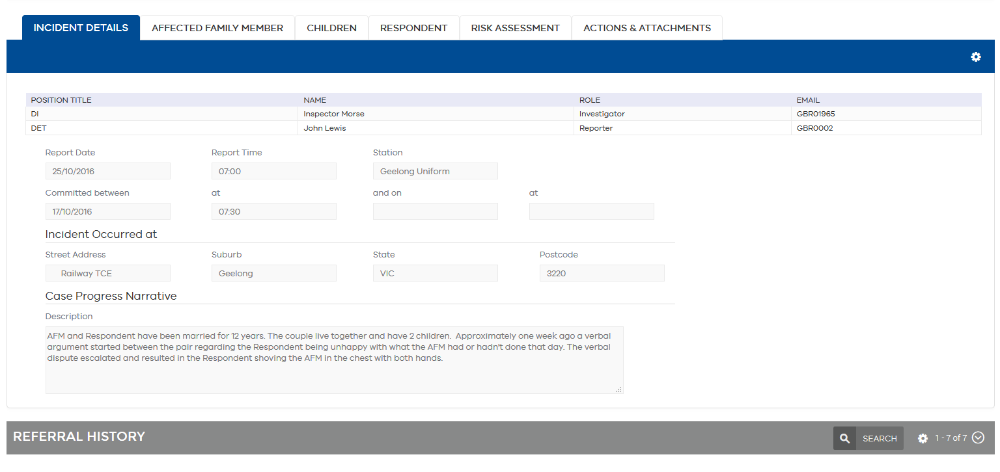 INCIDENT DETAILS AFFECTED FAMILY MEMBER CHILDREN RESPONDENT RISK ASSESSMENT ACTIONS & ATTACHMENTS
POSITION TITLE NAME ROLE EMAIL
DI Inspector Morse Investigator GBR01965
DET John Lewis Reporter GBR0002
Report Date Report Time Station
25/10/2016 07:00 Geelong Uniform
Committed between at and on at
17/10/2016 07:30
Incident Occurred at
Street Address Suburb State Postcode
Railway TCE Geelong VIC 3220
Case Progress Narrative
Description
AFM and Respondent have been married for 12 years. The couple live together and have 2 children.  Approximately one week ago a verbal
argument started between the pair regarding the Respondent being unhappy with what the AFM had or hadn't done that day. The verbal
dispute escalated and resulted in the Respondent shoving the AFM in the chest with both hands.
REFERRAL HISTORY SEARCH 1 - 7 of 7